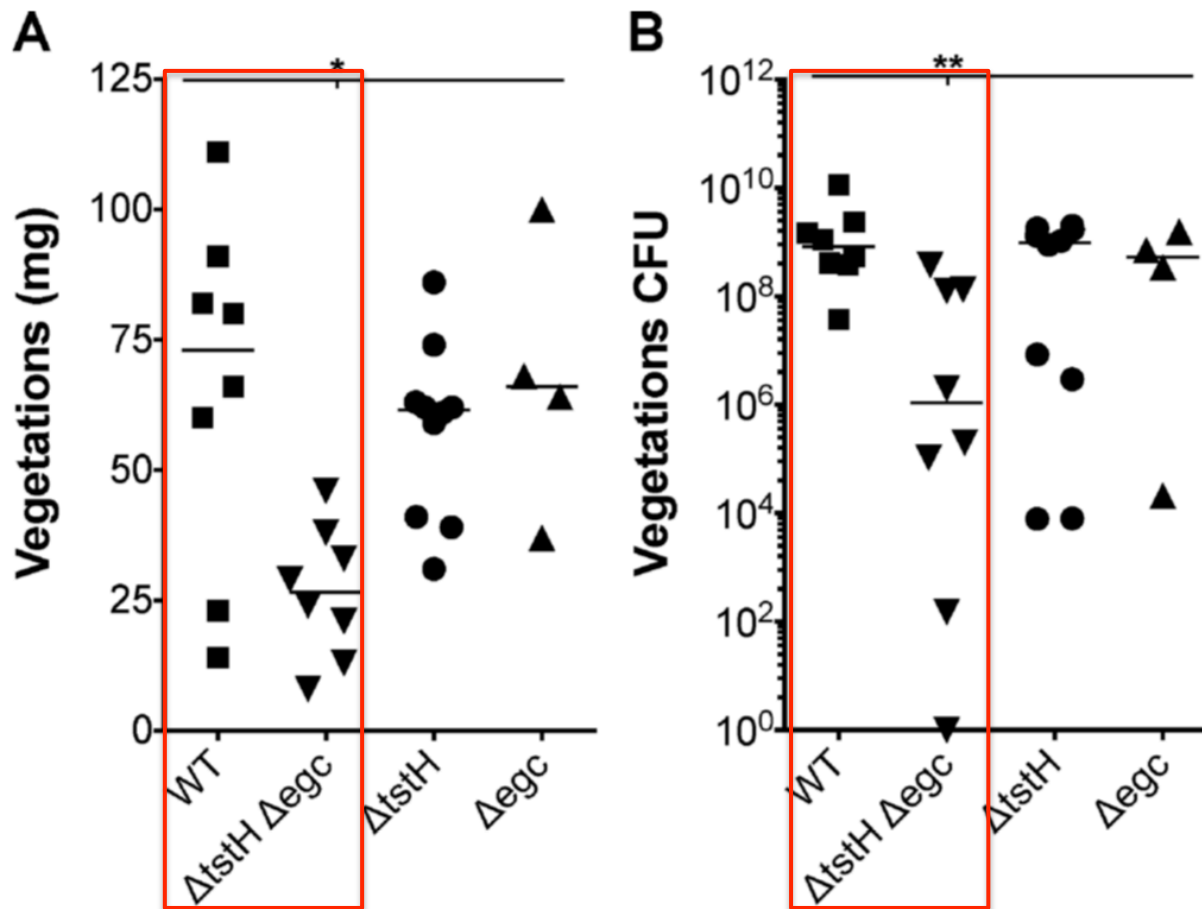 A
*
Vegetations (mg)
125
100
75
50
25
0
WT
ΔtstH Δegc
ΔtstH
Δegc
B
**
Vegetations CFU
10¹²
10¹⁰
10⁸
10⁶
10⁴
10²
10⁰
WT
ΔtstH Δegc
ΔtstH
Δegc